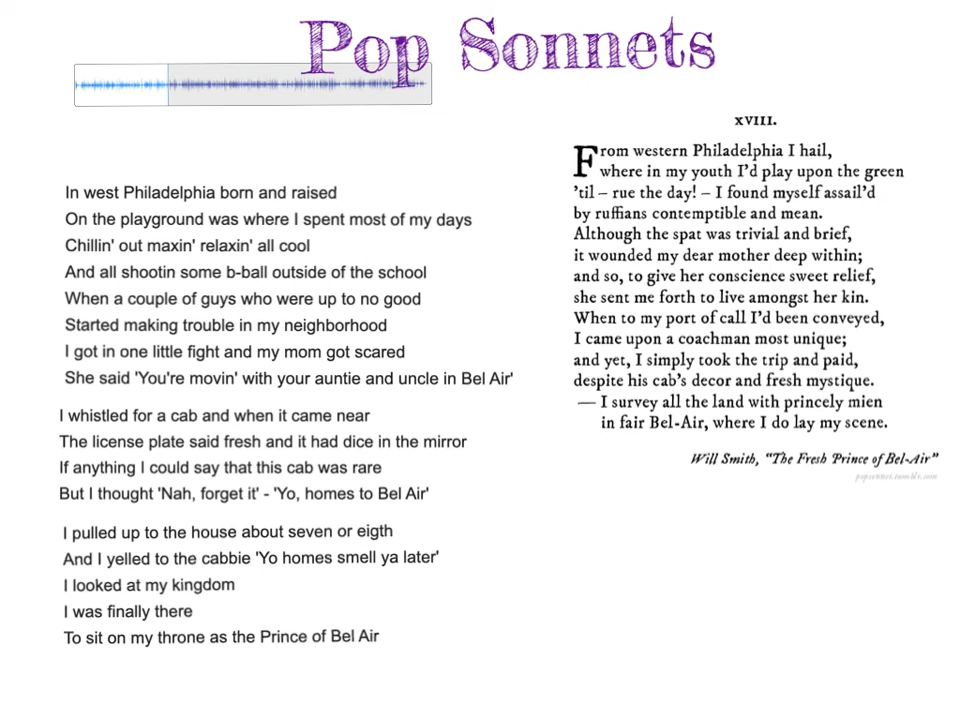 Pop Sonnets
In west Philadelphia born and raised
On the playground was where I spent most of my days
Chillin' out maxin' relaxin' all cool
And all shootin some b-ball outside of the school
When a couple of guys who were up to no good
Started making trouble in my neighborhood
I got in one little fight and my mom got scared
She said 'You're movin' with your auntie and uncle in Bel Air'
I whistled for a cab and when it came near
The license plate said fresh and it had dice in the mirror
If anything I could say that this cab was rare
But I thought 'Nah, forget it' - 'Yo, homes to Bel Air'
I pulled up to the house about seven or eigth
And I yelled to the cabbie 'Yo homes smell ya later'
I looked at my kingdom
I was finally there
To sit on my throne as the Prince of Bel Air
XVIII.
From western Philadelphia I hail,
where in my youth I'd play upon the green
'til – rue the day! – I found myself assail'd
by ruffians contemptible and mean.
Although the spat was trivial and brief,
it wounded my dear mother deep within;
and so, to give her conscience sweet relief,
she sent me forth to live amongst her kin.
When to my port of call I'd been conveyed,
I came upon a coachman most unique;
and yet, I simply took the trip and paid,
despite his cab's decor and fresh mystique.
— I survey all the land with princely mien
in fair Bel-Air, where I do lay my scene.
Will Smith, "The Fresh Prince of Bel-Air"
popsonnet.tumblr.com